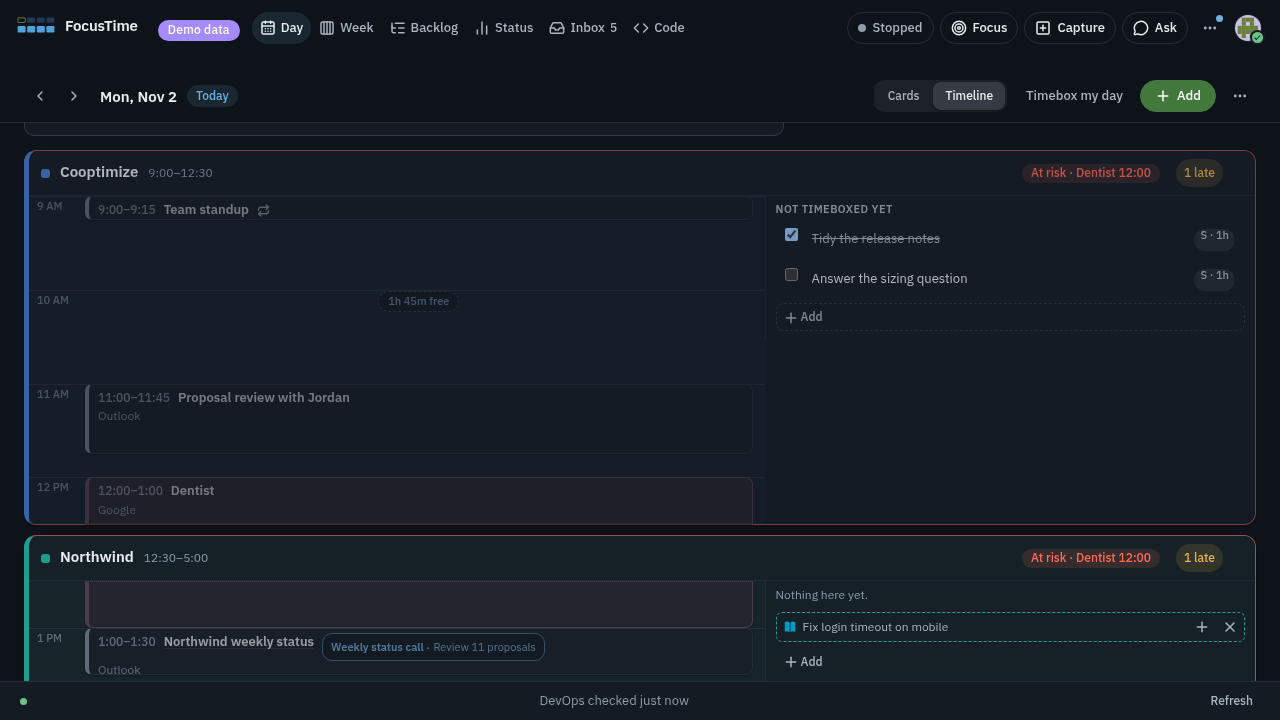 FocusTime
Demo data
Day
Week
Backlog
Status
Inbox 5
Code
Stopped
Focus
Capture
Ask
Mon, Nov 2
Today
Cards
Timeline
Timebox my day
Add
Cooptimize 9:00–12:30
At risk · Dentist 12:00
1 late
9 AM
9:00–9:15 Team standup
10 AM
1h 45m free
11 AM
11:00–11:45 Proposal review with Jordan
Outlook
12 PM
12:00–1:00 Dentist
Google
NOT TIMEBOXED YET
Tidy the release notes
S · 1h
Answer the sizing question
S · 1h
Add
Northwind 12:30–5:00
At risk · Dentist 12:00
1 late
1 PM
1:00–1:30 Northwind weekly status
Weekly status call · Review 11 proposals
Outlook
Nothing here yet.
Fix login timeout on mobile
Add
DevOps checked just now
Refresh